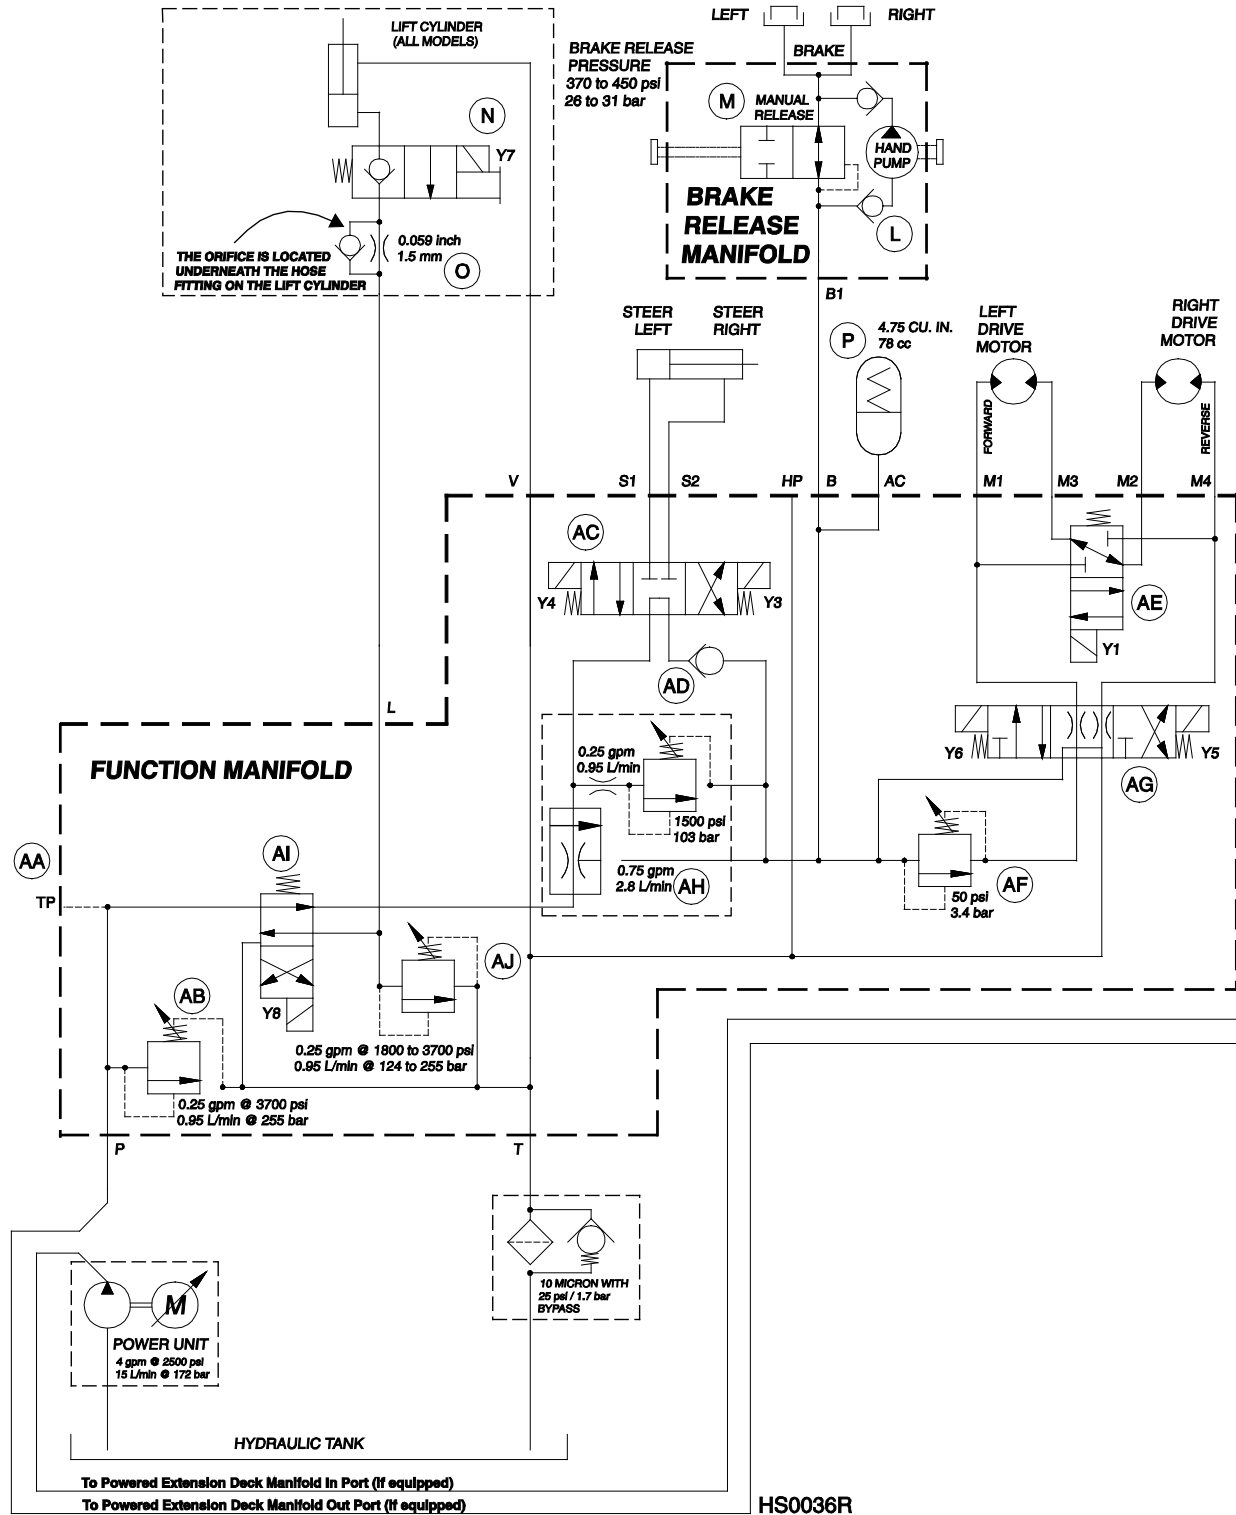 LEFT
RIGHT
BRAKE
LIFT CYLINDER
(ALL MODELS)
BRAKE RELEASE
PRESSURE
370 to 450 psi
26 to 31 bar
M
MANUAL
RELEASE
HAND
PUMP
N
Y7
BRAKE
RELEASE
MANIFOLD
L
THE ORIFICE IS LOCATED
UNDERNEATH THE HOSE
FITTING ON THE LIFT CYLINDER
0.059 inch
1.5 mm
O
B1
STEER
LEFT
STEER
RIGHT
P
4.75 CU. IN.
78 cc
LEFT
DRIVE
MOTOR
RIGHT
DRIVE
MOTOR
FORWARD
REVERSE
V
S1
S2
HP
B
AC
M1
M3
M2
M4
AC
Y4
Y3
AE
Y1
AD
L
FUNCTION MANIFOLD
0.25 gpm
0.95 L/min
1500 psi
103 bar
Y6
Y5
AG
AA
TP
AI
0.75 gpm
2.8 L/min
AH
AF
50 psi
3.4 bar
AB
Y8
AJ
0.25 gpm @ 1800 to 3700 psi
0.95 L/min @ 124 to 255 bar
0.25 gpm @ 3700 psi
0.95 L/min @ 255 bar
P
T
10 MICRON WITH
25 psi / 1.7 bar
BYPASS
M
POWER UNIT
4 gpm @ 2500 psi
15 L/min @ 172 bar
HYDRAULIC TANK
To Powered Extension Deck Manifold In Port (if equipped)
To Powered Extension Deck Manifold Out Port (if equipped)
HS0036R